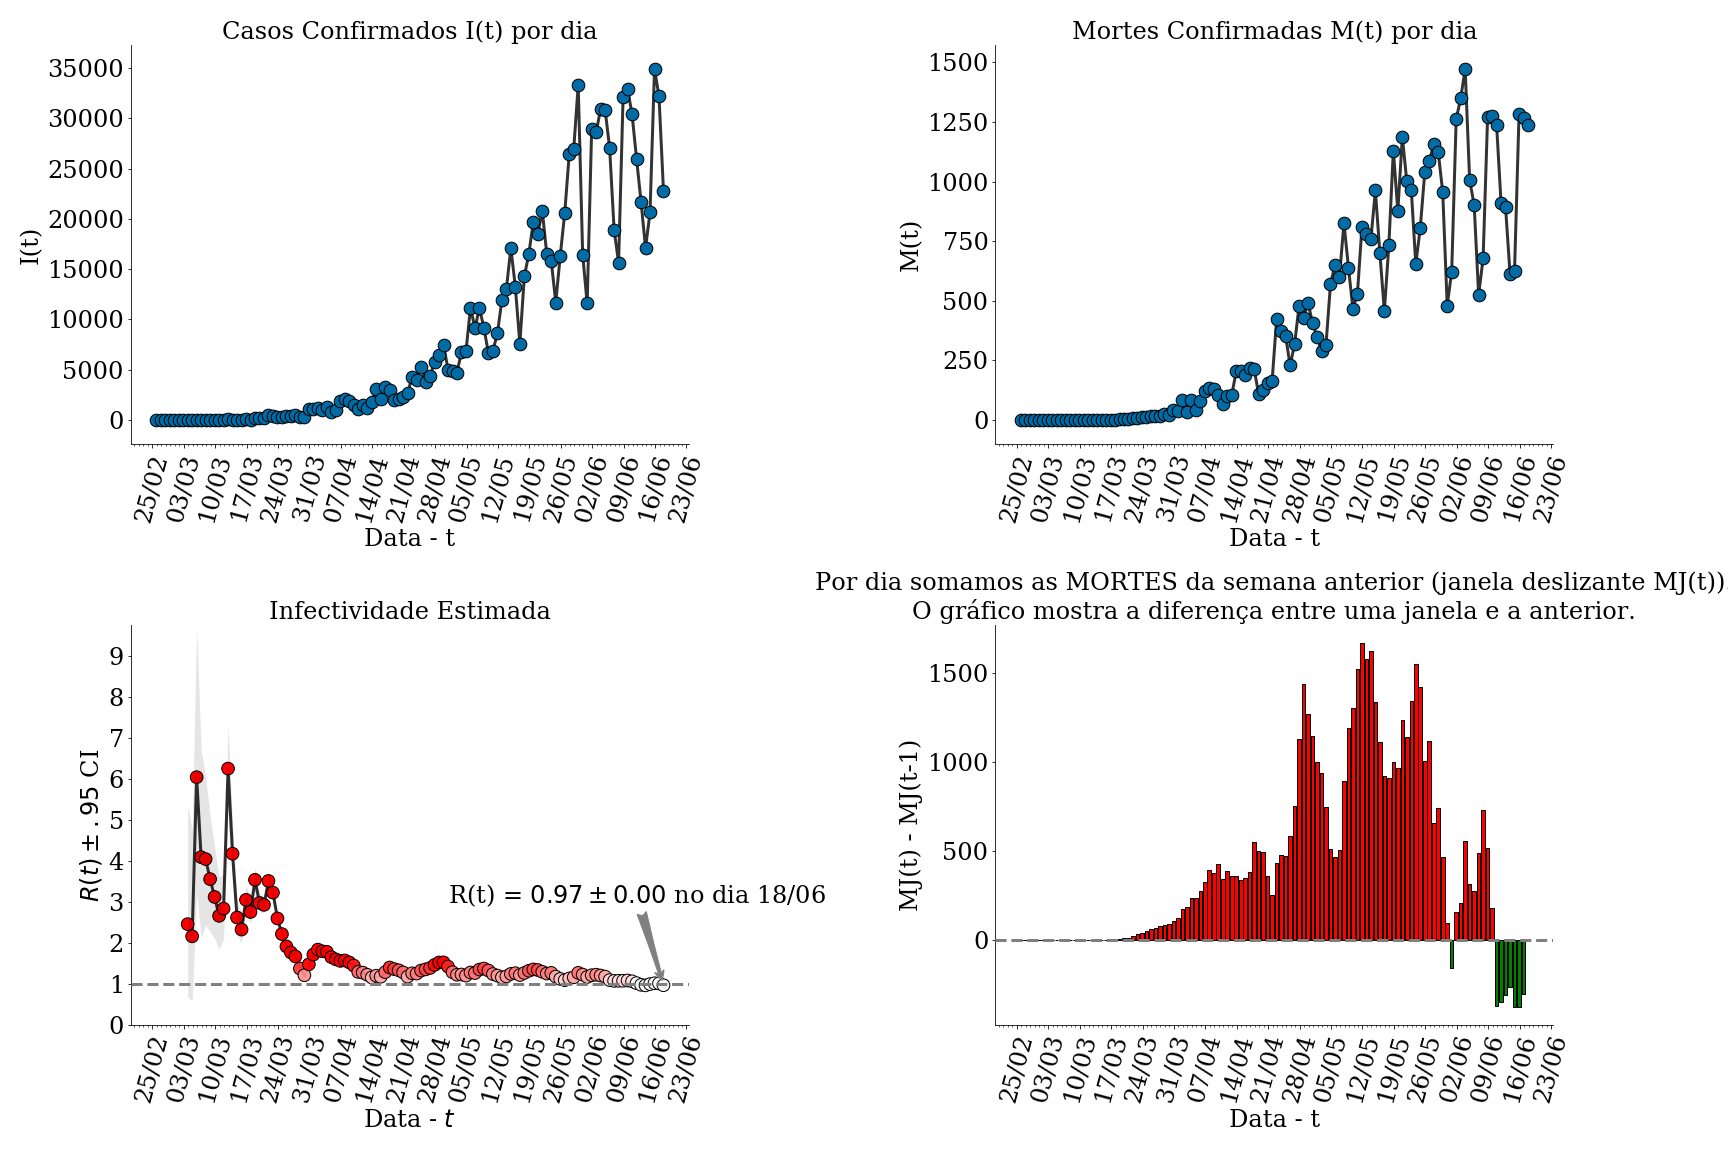 Casos Confirmados I(t) por dia
I(t)
35000
30000
25000
20000
15000
10000
5000
0
25/02 03/03 10/03 17/03 24/03 31/03 07/04 14/04 21/04 28/04 05/05 12/05 19/05 26/05 02/06 09/06 16/06 23/06
Data - t
Mortes Confirmadas M(t) por dia
M(t)
1500
1250
1000
750
500
250
0
25/02 03/03 10/03 17/03 24/03 31/03 07/04 14/04 21/04 28/04 05/05 12/05 19/05 26/05 02/06 09/06 16/06 23/06
Data - t
Infectividade Estimada
R(t) ± .95 CI
9
8
7
6
5
4
3
2
1
0
R(t) = 0.97 ± 0.00 no dia 18/06
25/02 03/03 10/03 17/03 24/03 31/03 07/04 14/04 21/04 28/04 05/05 12/05 19/05 26/05 02/06 09/06 16/06 23/06
Data - t
Por dia somamos as MORTES da semana anterior (janela deslizante MJ(t)).
O gráfico mostra a diferença entre uma janela e a anterior.
MJ(t) - MJ(t-1)
1500
1000
500
0
25/02 03/03 10/03 17/03 24/03 31/03 07/04 14/04 21/04 28/04 05/05 12/05 19/05 26/05 02/06 09/06 16/06 23/06
Data - t